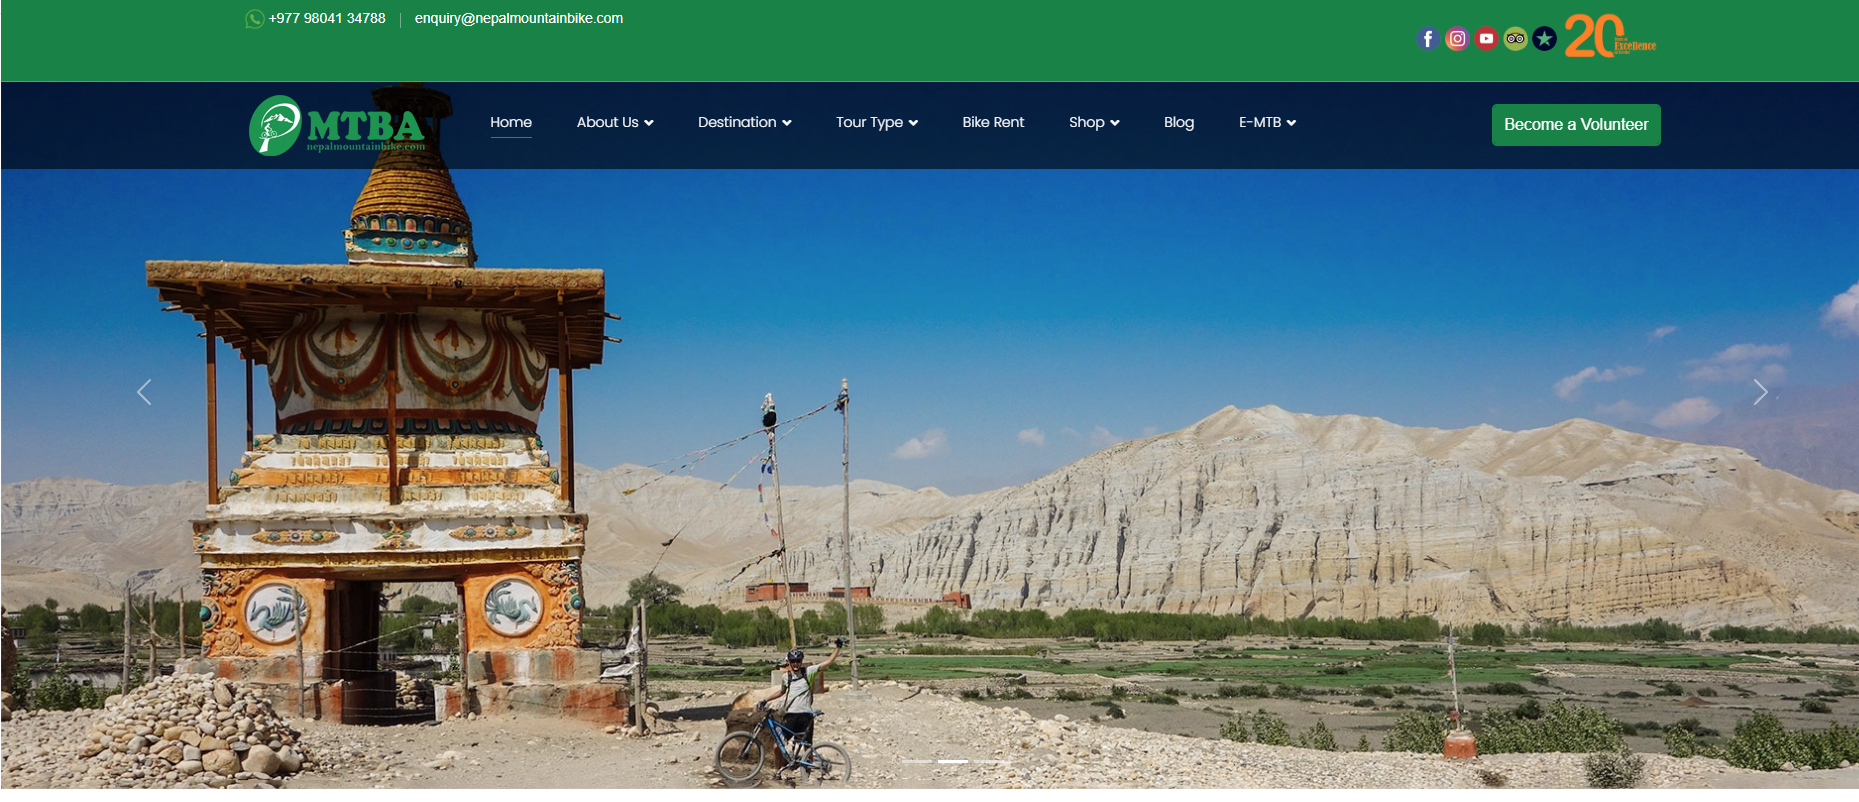 +977 98041 34788
enquiry@nepalmountainbike.com
20
Excellence
MTBA
nepalmountainbike.com
Home
About Us
Destination
Tour Type
Bike Rent
Shop
Blog
E-MTB
Become a Volunteer